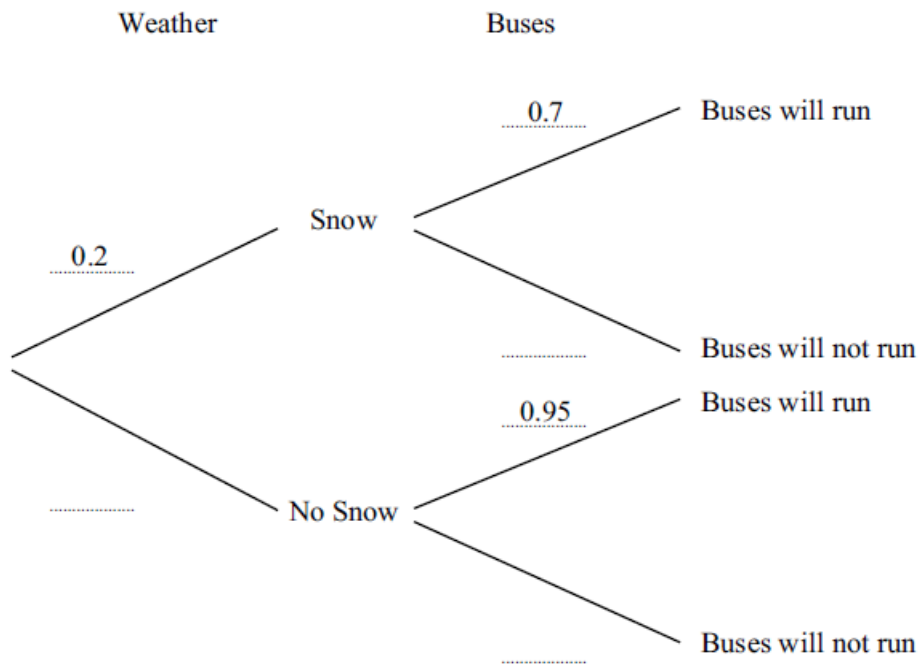 Weather Buses
0.7 Buses will run
Snow
0.2
Buses will not run
0.95 Buses will run
No Snow
Buses will not run